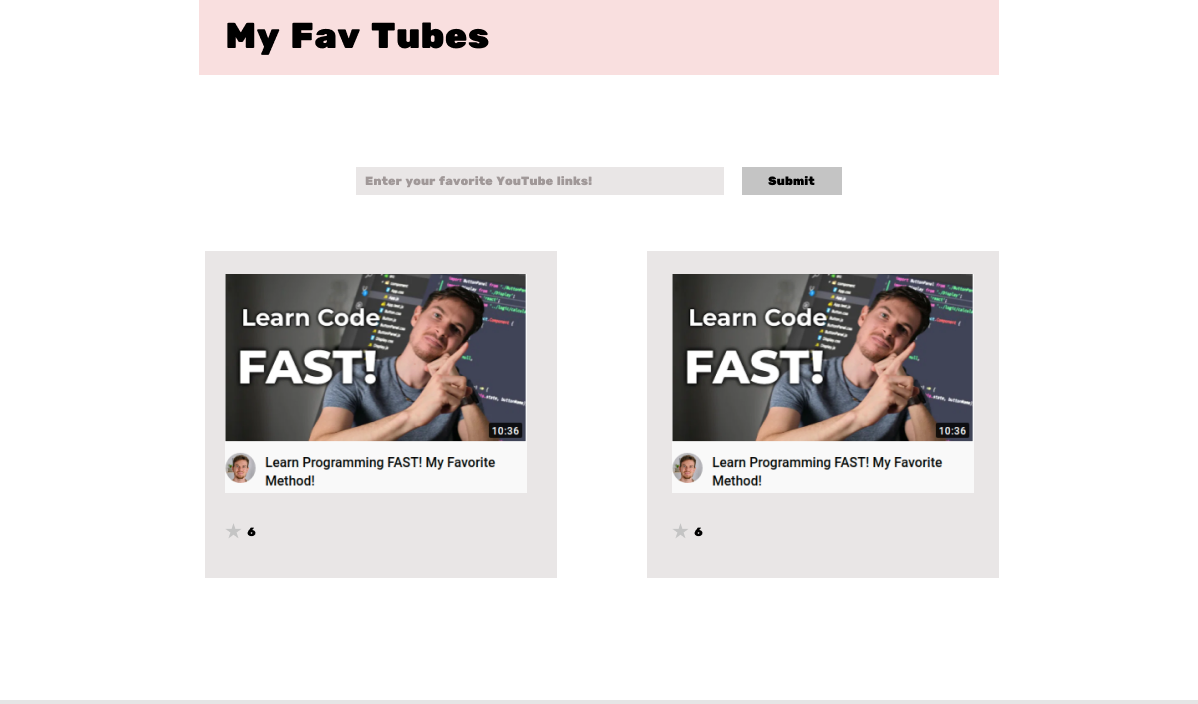 My Fav Tubes
Enter your favorite YouTube links!
Submit
Learn Code
FAST!
10:36
Learn Programming FAST! My Favorite
Method!
6
Learn Code
FAST!
10:36
Learn Programming FAST! My Favorite
Method!
6